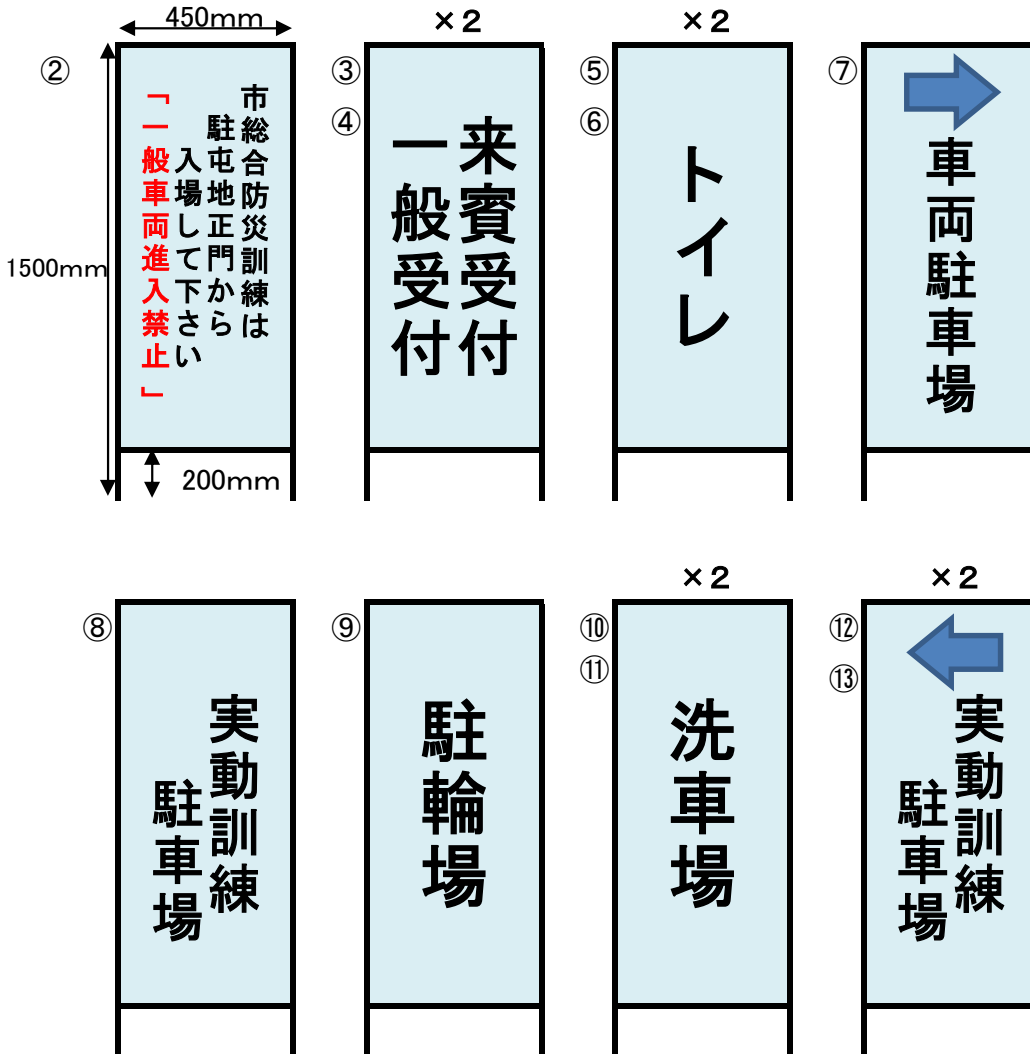 450mm
1500mm
200mm
②
市総合防災訓練は
駐屯地正門から
入場して下さい
「一般車両進入禁止」
×2
③
④
来賓受付
一般受付
×2
⑤
⑥
トイレ
⑦
車両駐車場
⑧
実動訓練
駐車場
⑨
駐輪場
×2
⑩
⑪
洗車場
×2
⑫
⑬
実動訓練
駐車場